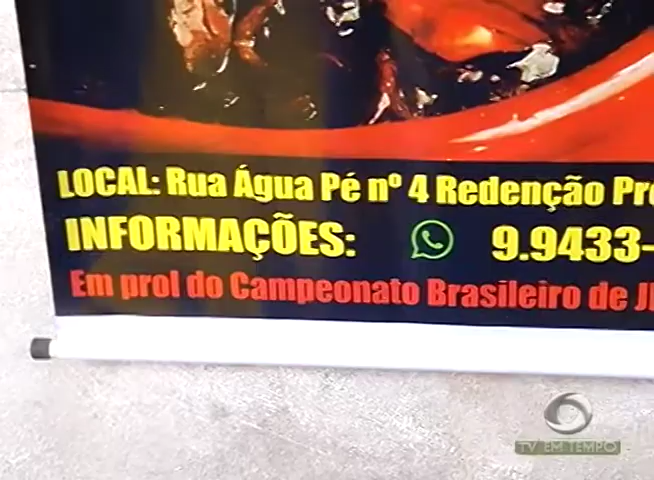 LOCAL: Rua Água Pé nº 4 Redenção Pr
INFORMAÇÕES: 9.9433-
Em prol do Campeonato Brasileiro de J
TV EM TEMPO